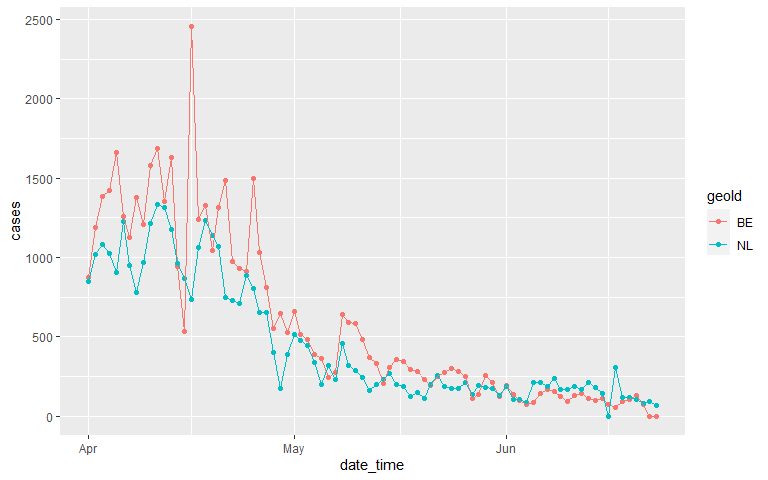 2500
2000
1500
1000
500
0
cases
Apr
May
Jun
date_time
geoId
BE
NL